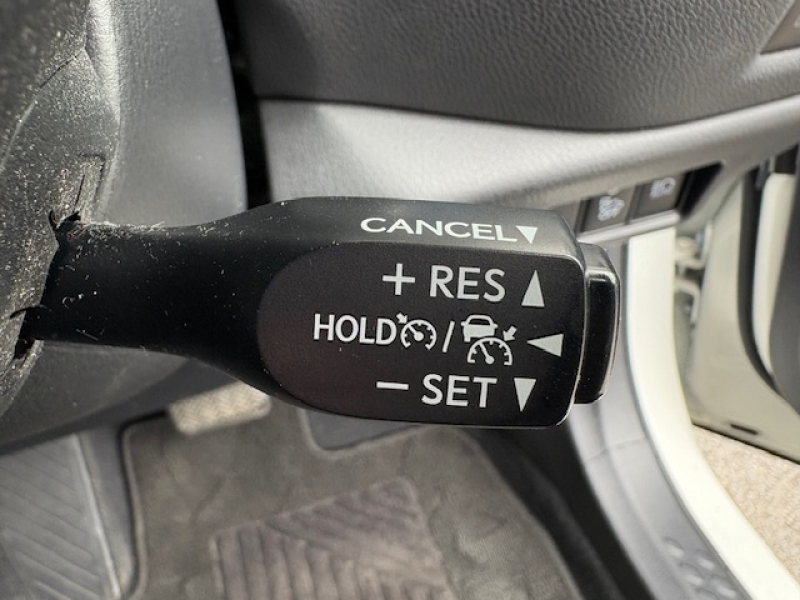 CANCEL▼
+ RES ▲
HOLD / ◀
− SET ▼